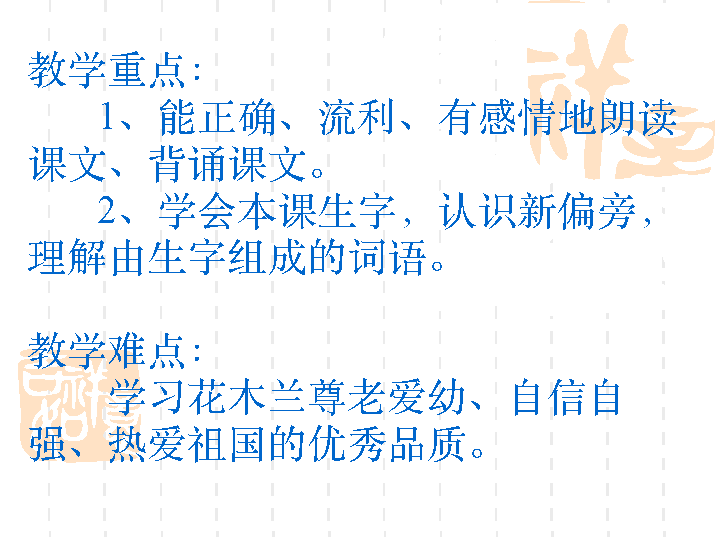 教学重点：
1、能正确、流利、有感情地朗读
课文、背诵课文。
2、学会本课生字，认识新偏旁，
理解由生字组成的词语。
教学难点：
学习花木兰尊老爱幼、自信自
强、热爱祖国的优秀品质。